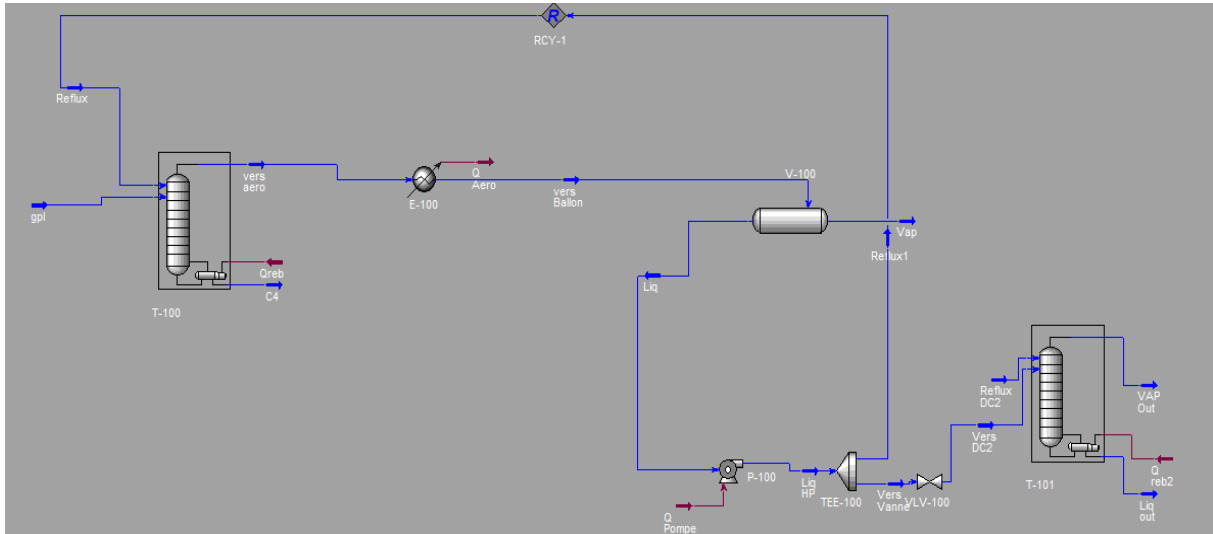 R
RCY-1
Reflux
vers
aero
Q
Aero
E-100
vers
Ballon
V-100
Vap
Reflux1
gpl
Qreb
C4
T-100
Liq
Reflux
DC2
VAP
Out
Vers
DC2
P-100
Liq
HP
TEE-100
Vers
Vanne
VLV-100
Q
Pompe
T-101
Q
reb2
Liq
out